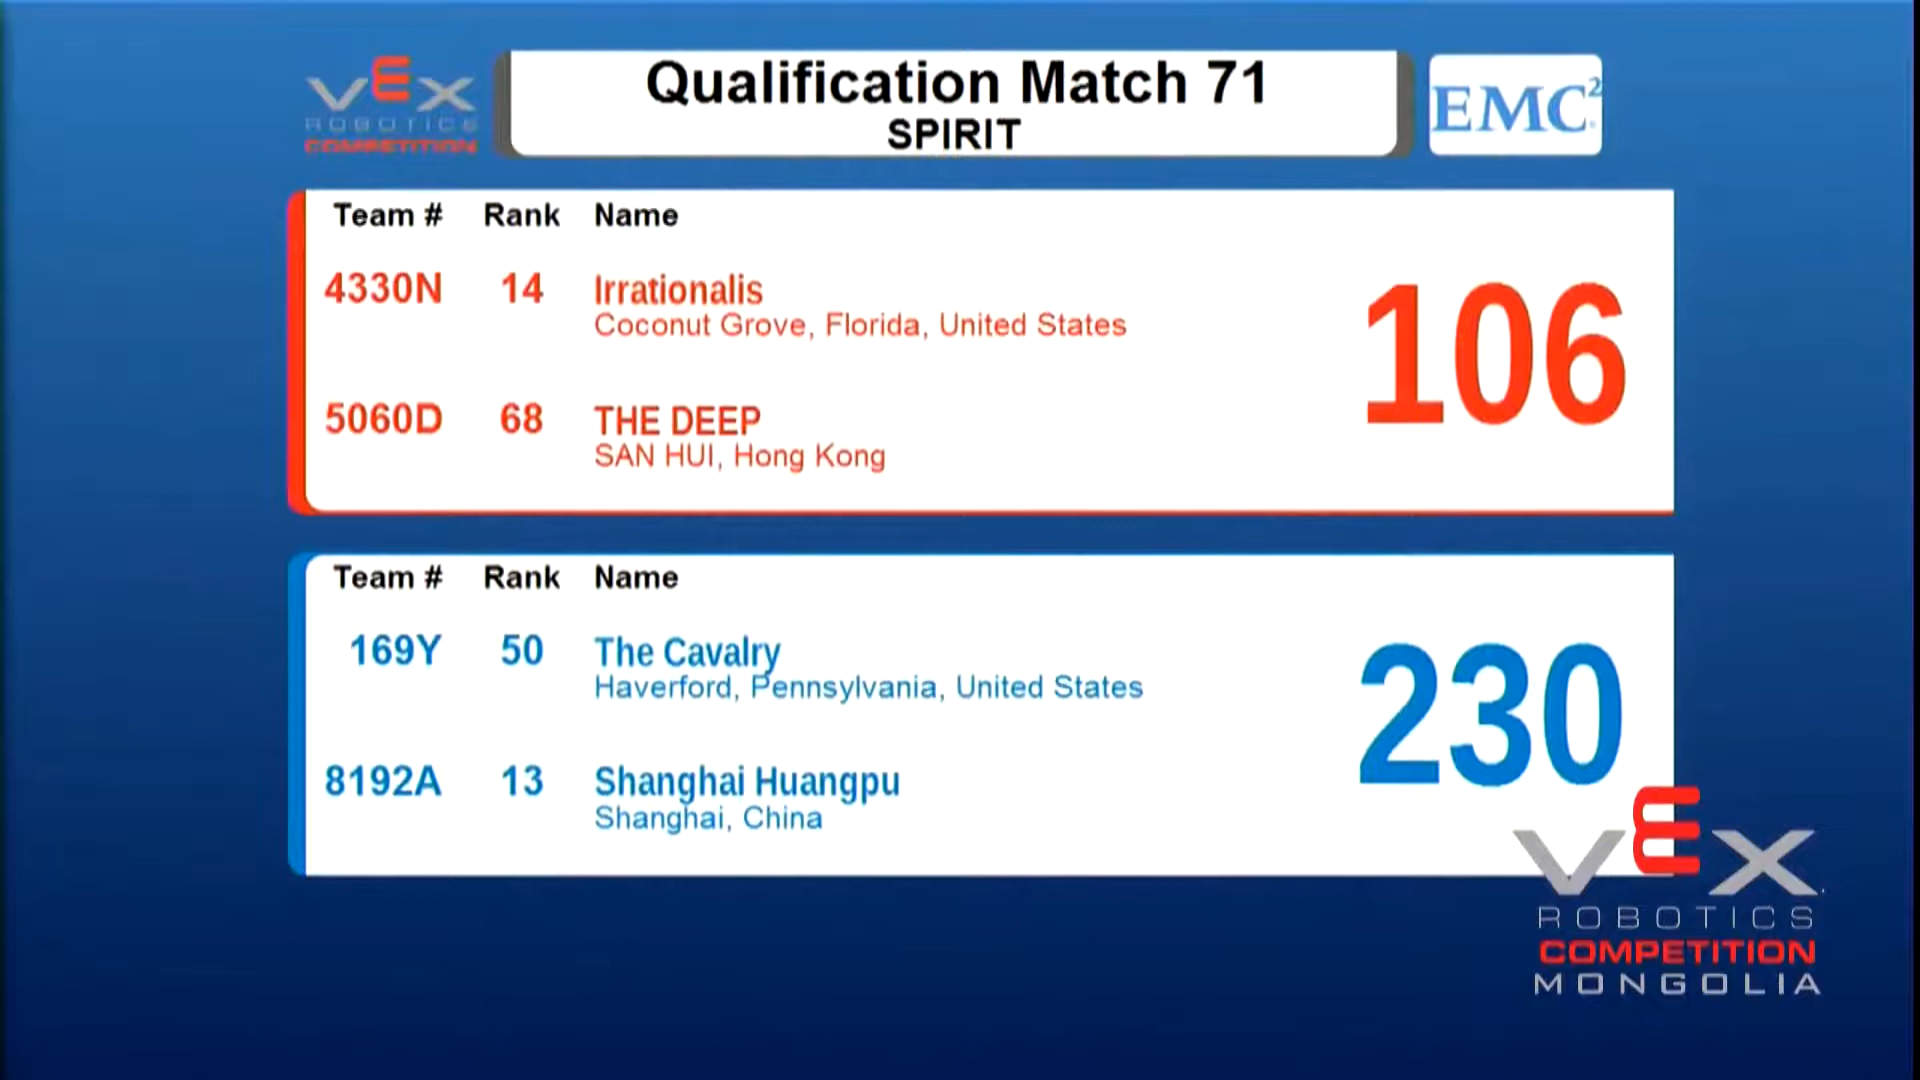 VEX
ROBOTICS
COMPETITION
Qualification Match 71
SPIRIT
EMC²
Team # Rank Name
4330N 14 Irrationalis
Coconut Grove, Florida, United States
5060D 68 THE DEEP
SAN HUI, Hong Kong
106
Team # Rank Name
169Y 50 The Cavalry
Haverford, Pennsylvania, United States
8192A 13 Shanghai Huangpu
Shanghai, China
230
VEX
ROBOTICS
COMPETITION
MONGOLIA